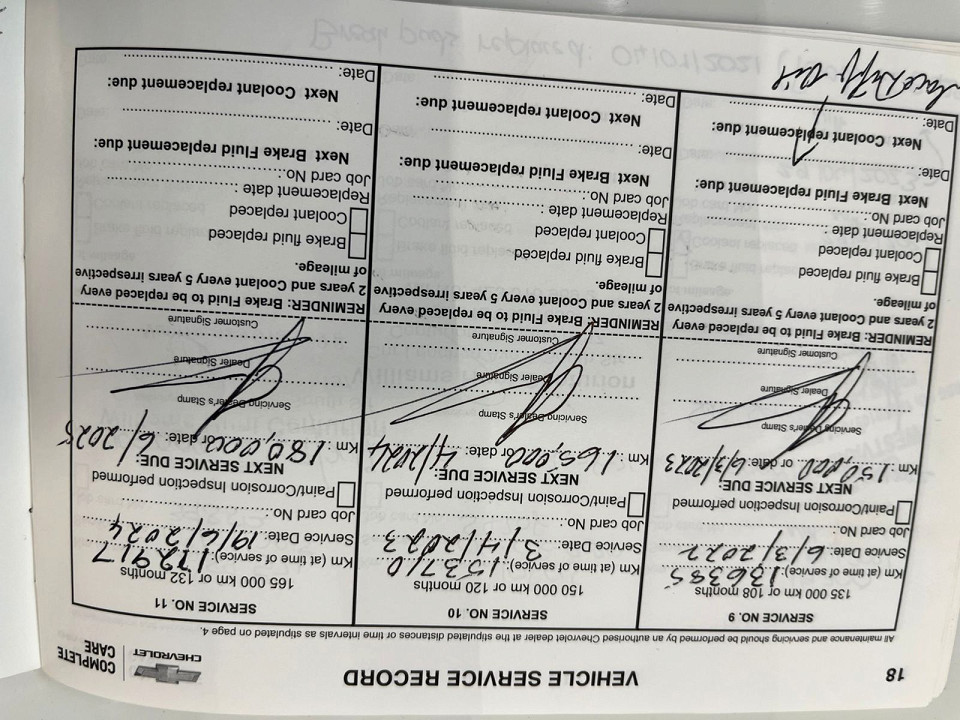 18
VEHICLE SERVICE RECORD
CHEVROLET
COMPLETE
CARE
All maintenance and servicing should be performed by an authorised Chevrolet dealer at the stipulated distances or time intervals as stipulated on page 4.
SERVICE NO. 9
135 000 km or 108 months
Km (at time of service): 136385
Service Date: 6/3/2022
Job card No.
Paint/Corrosion Inspection performed
NEXT SERVICE DUE:
Km : 150,000 or date: 6/3/2023
Servicing Dealer's Stamp
Dealer Signature
Customer Signature
REMINDER: Brake Fluid to be replaced every
2 years and Coolant every 5 years irrespective
of mileage.
Brake fluid replaced
Coolant replaced
Replacement date :
Job card No.:
Next Brake Fluid Replacement due:
Date:
Next Coolant replacement due:
Date:
SERVICE NO. 10
150 000 km or 120 months
Km (at time of service): 153710
Service Date: 3/4/2023
Job card No.:
Paint/Corrosion Inspection performed
NEXT SERVICE DUE:
Km : 165,000 or date: 4/2024
Servicing Dealer's Stamp
Dealer Signature
Customer Signature
REMINDER: Brake Fluid to be replaced every
2 years and Coolant every 5 years irrespective
of mileage.
Brake fluid replaced
Coolant replaced
Replacement date :
Job card No.:
Next Brake Fluid Replacement due:
Date:
Next Coolant replacement due:
Date:
SERVICE NO. 11
165 000 km or 132 months
Km (at time of service): 172917
Service Date: 19/6/2024
Job card No.:
Paint/Corrosion Inspection performed
NEXT SERVICE DUE:
Km : 180,000 or date: 6/2025
Servicing Dealer's Stamp
Dealer Signature
Customer Signature
REMINDER: Brake Fluid to be replaced every
2 years and Coolant every 5 years irrespective
of mileage.
Brake fluid replaced
Coolant replaced
Replacement date :
Job card No.:
Next Brake Fluid Replacement due:
Date:
Next Coolant replacement due:
Date: